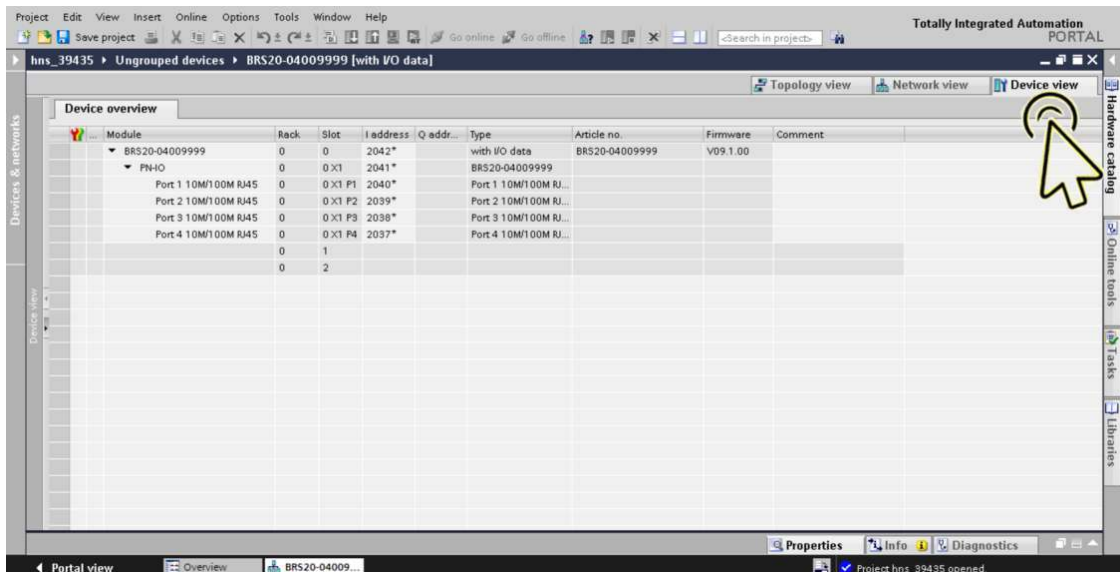 Project Edit View Insert Online Options Tools Window Help
Totally Integrated Automation
PORTAL
Save project
Go online
Go offline
<Search in project>
hns_39435 ▸ Ungrouped devices ▸ BRS20-04009999 [with I/O data]
Topology view
Network view
Device view
Device overview
... Module Rack Slot I address Q addr... Type Article no. Firmware Comment
BRS20-04009999 0 0 2042* with I/O data BRS20-04009999 V09.1.00
PN-IO 0 0 X1 2041* BRS20-04009999
Port 1 10M/100M RJ45 0 0 X1 P1 2040* Port 1 10M/100M RJ...
Port 2 10M/100M RJ45 0 0 X1 P2 2039* Port 2 10M/100M RJ...
Port 3 10M/100M RJ45 0 0 X1 P3 2038* Port 3 10M/100M RJ...
Port 4 10M/100M RJ45 0 0 X1 P4 2037* Port 4 10M/100M RJ...
0 1
0 2
Devices & networks
Device view
Hardware catalog
Online tools
Tasks
Libraries
Properties
Info
Diagnostics
Portal view
Overview
BRS20-04009...
Project hns_39435 opened.